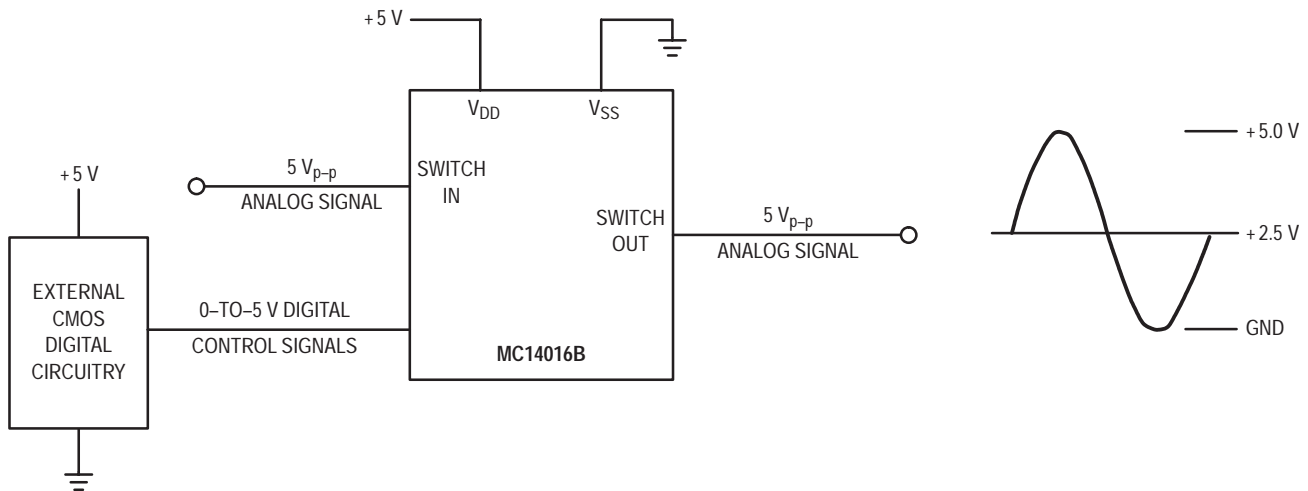 +5 V
VDD
VSS
5 Vp–p
ANALOG SIGNAL
SWITCH
IN
SWITCH
OUT
5 Vp–p
ANALOG SIGNAL
+5 V
EXTERNAL
CMOS
DIGITAL
CIRCUITRY
0–TO–5 V DIGITAL
CONTROL SIGNALS
MC14016B
+5.0 V
+2.5 V
GND